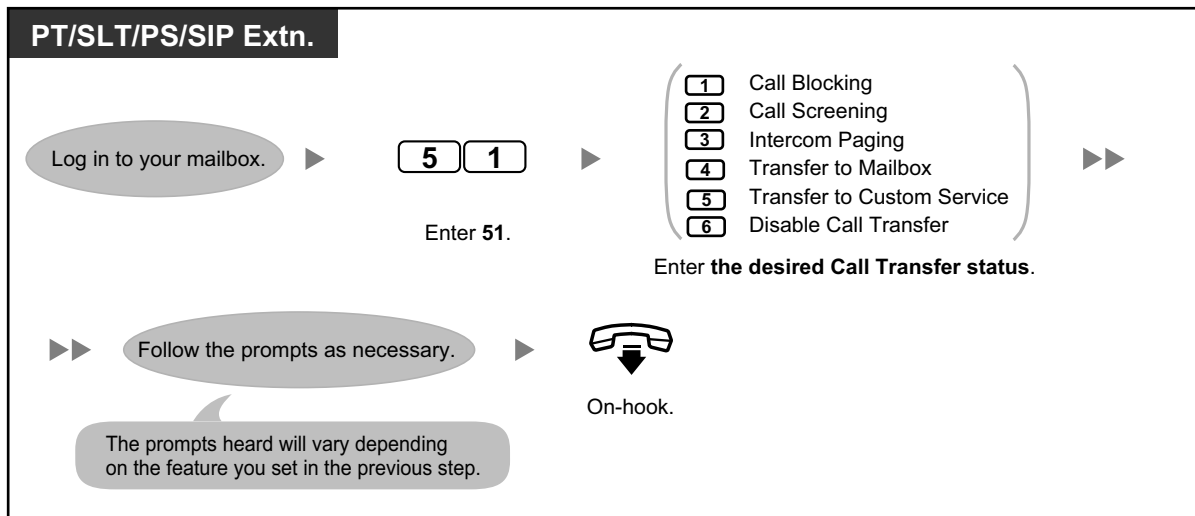 PT/SLT/PS/SIP Extn.
Log in to your mailbox.
5 1
Enter 51.
1 Call Blocking
2 Call Screening
3 Intercom Paging
4 Transfer to Mailbox
5 Transfer to Custom Service
6 Disable Call Transfer
Enter the desired Call Transfer status.
Follow the prompts as necessary.
The prompts heard will vary depending
on the feature you set in the previous step.
On-hook.